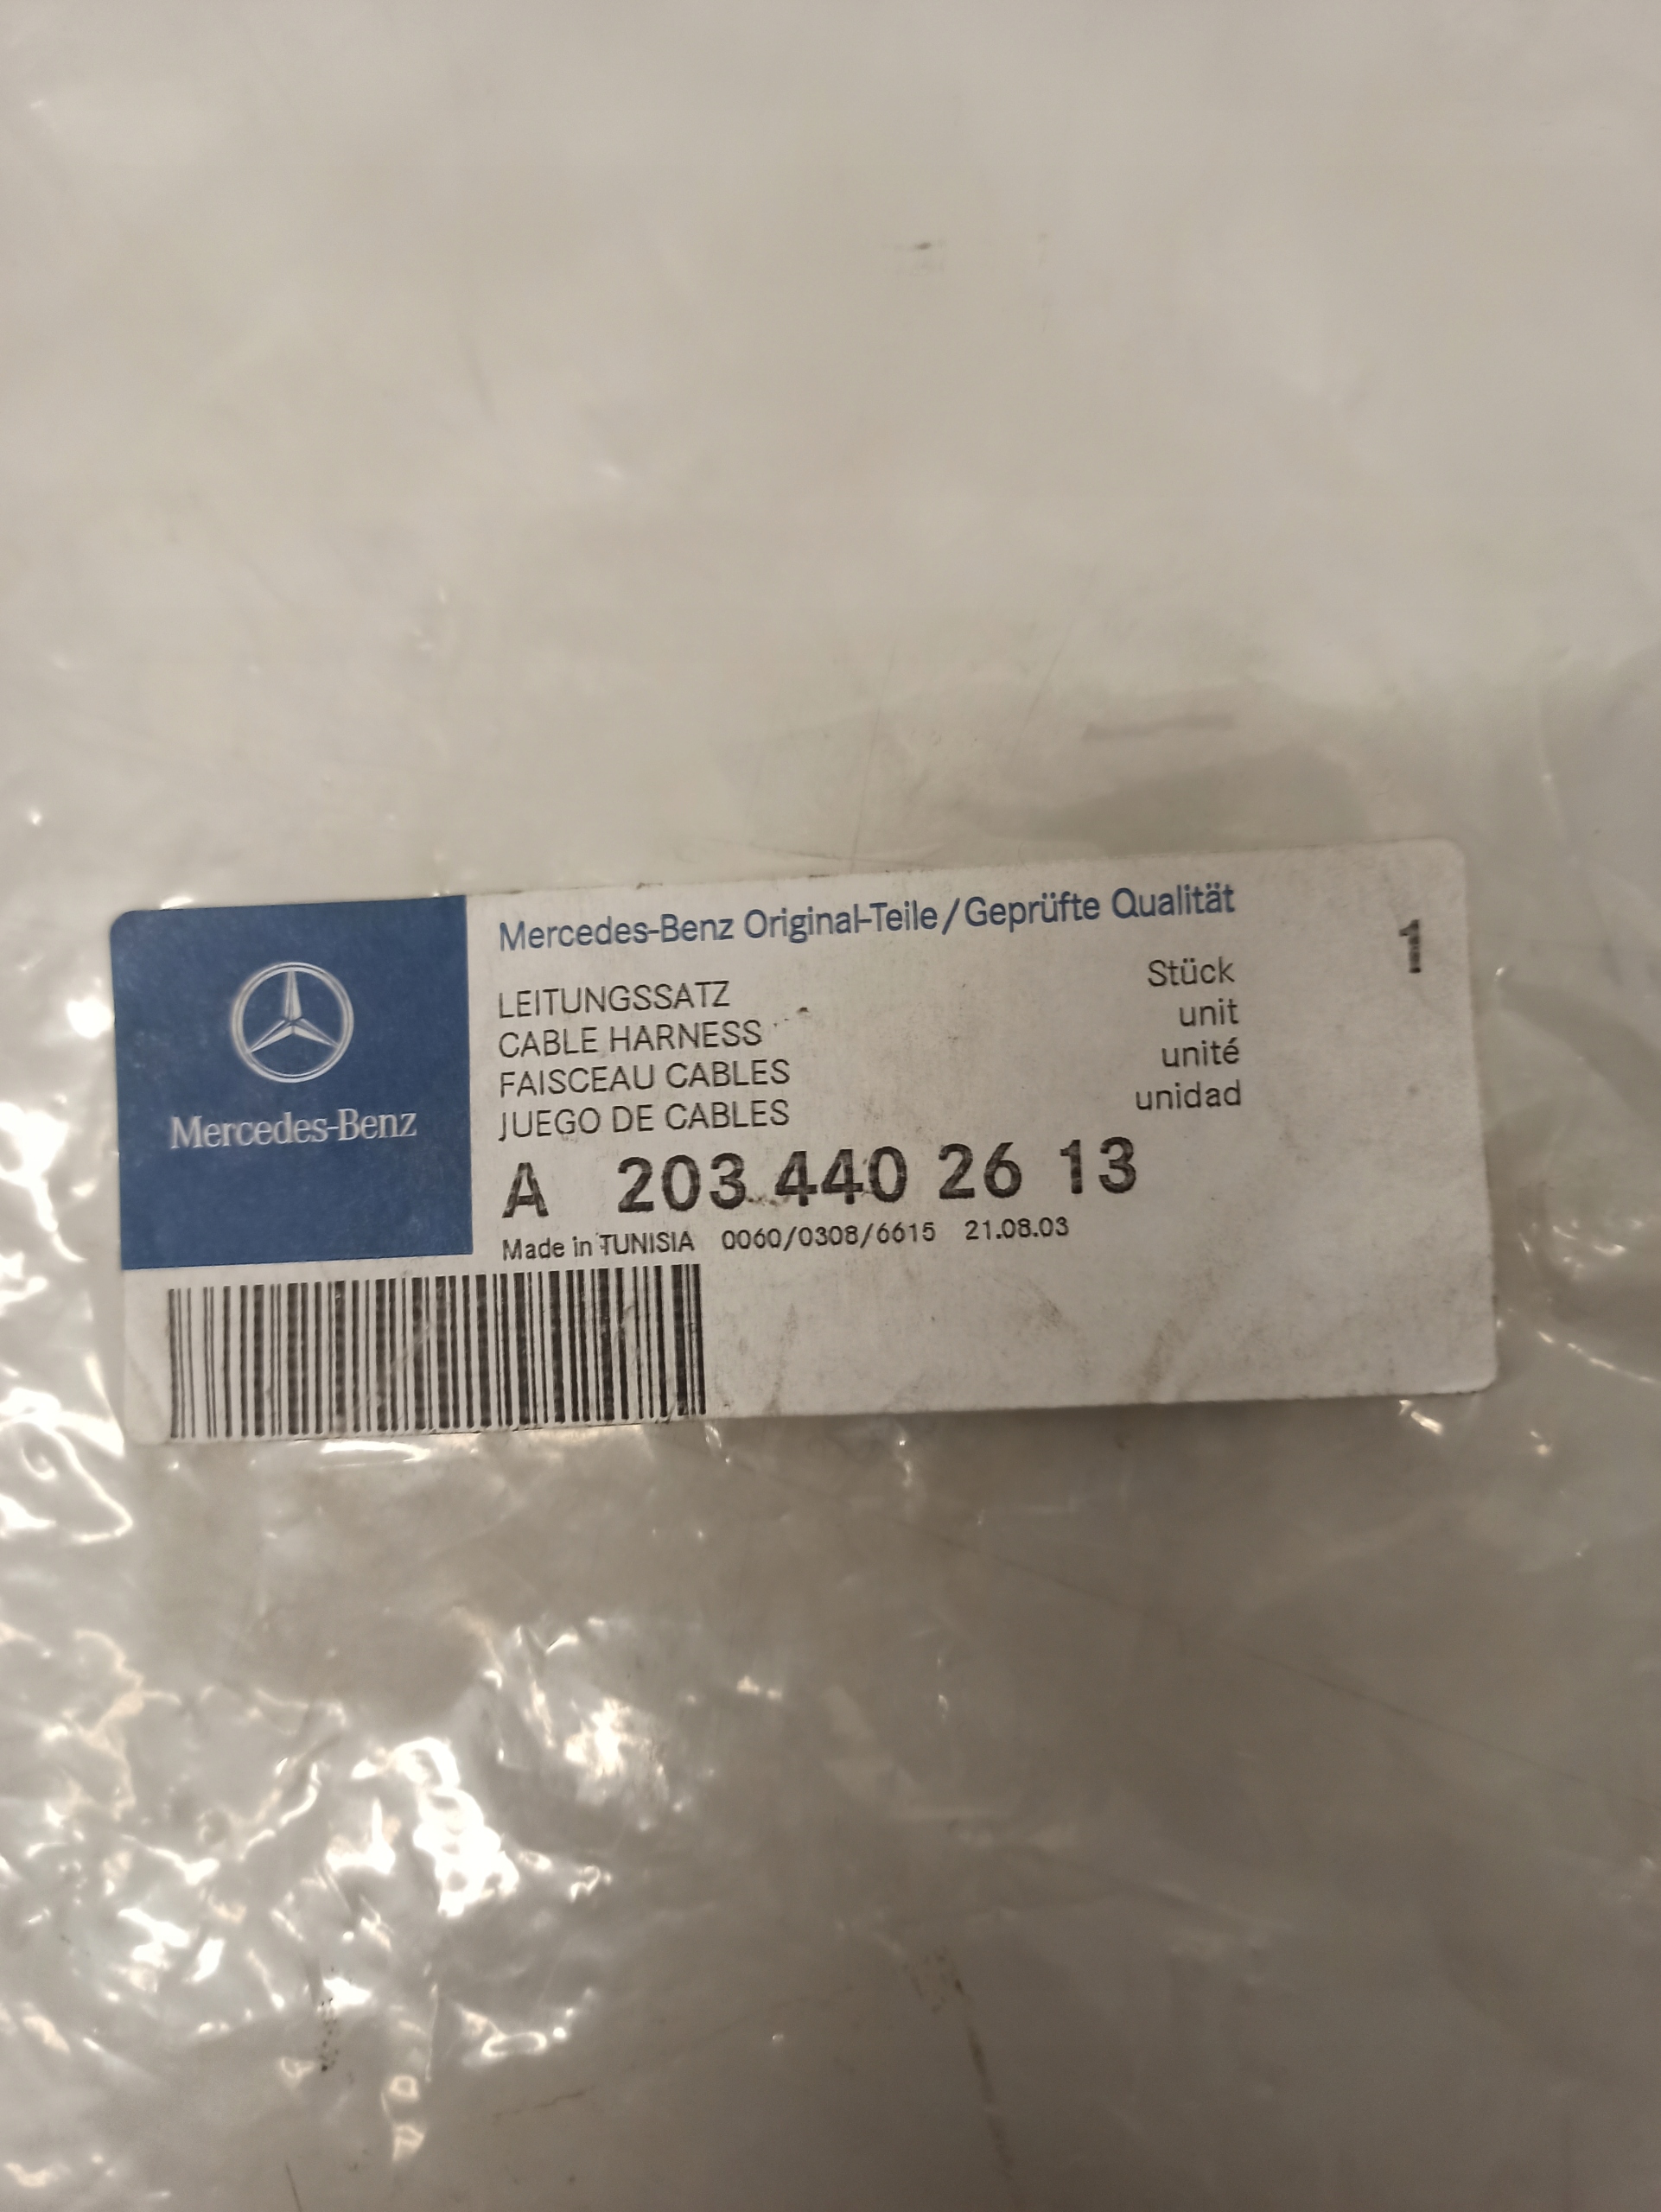 Mercedes-Benz
Mercedes-Benz Original-Teile/Geprüfte Qualität
LEITUNGSSATZ Stück 1
CABLE HARNESS unit
FAISCEAU CABLES unité
JUEGO DE CABLES unidad
A 203 440 26 13
Made in TUNISIA 0060/0308/6615 21.08.03